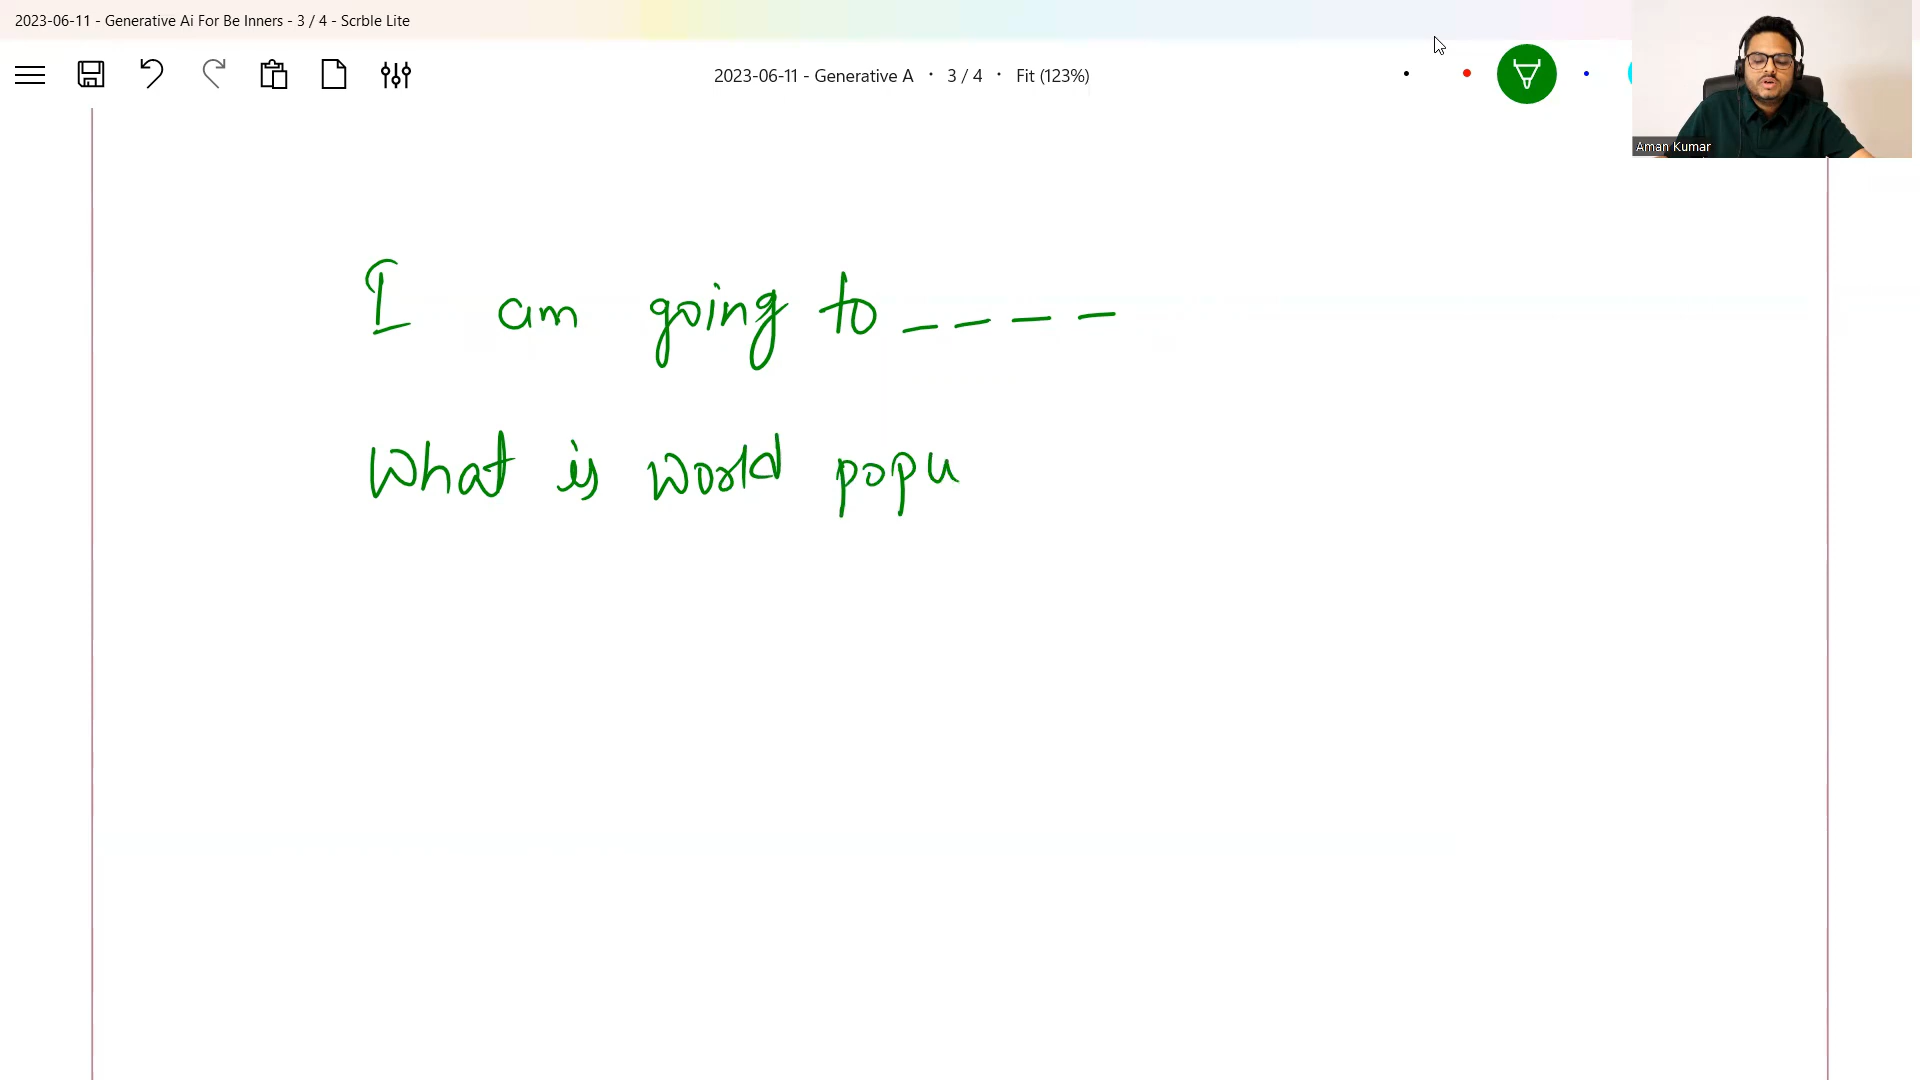 2023-06-11 - Generative Ai For Be Inners - 3 / 4 - Scrble Lite
2023-06-11 - Generative A · 3 / 4 · Fit (123%)
Aman Kumar
I am going to _ _ _ _
What is world popu